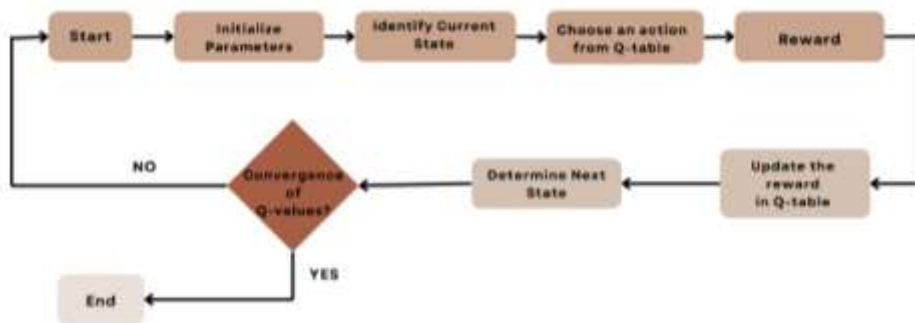 Start
Initialize
Parameters
Identify Current
State
Choose an action
from Q-table
Reward
Update the
reward
in Q-table
Determine Next
State
Convergence
of
Q-values?
NO
YES
End